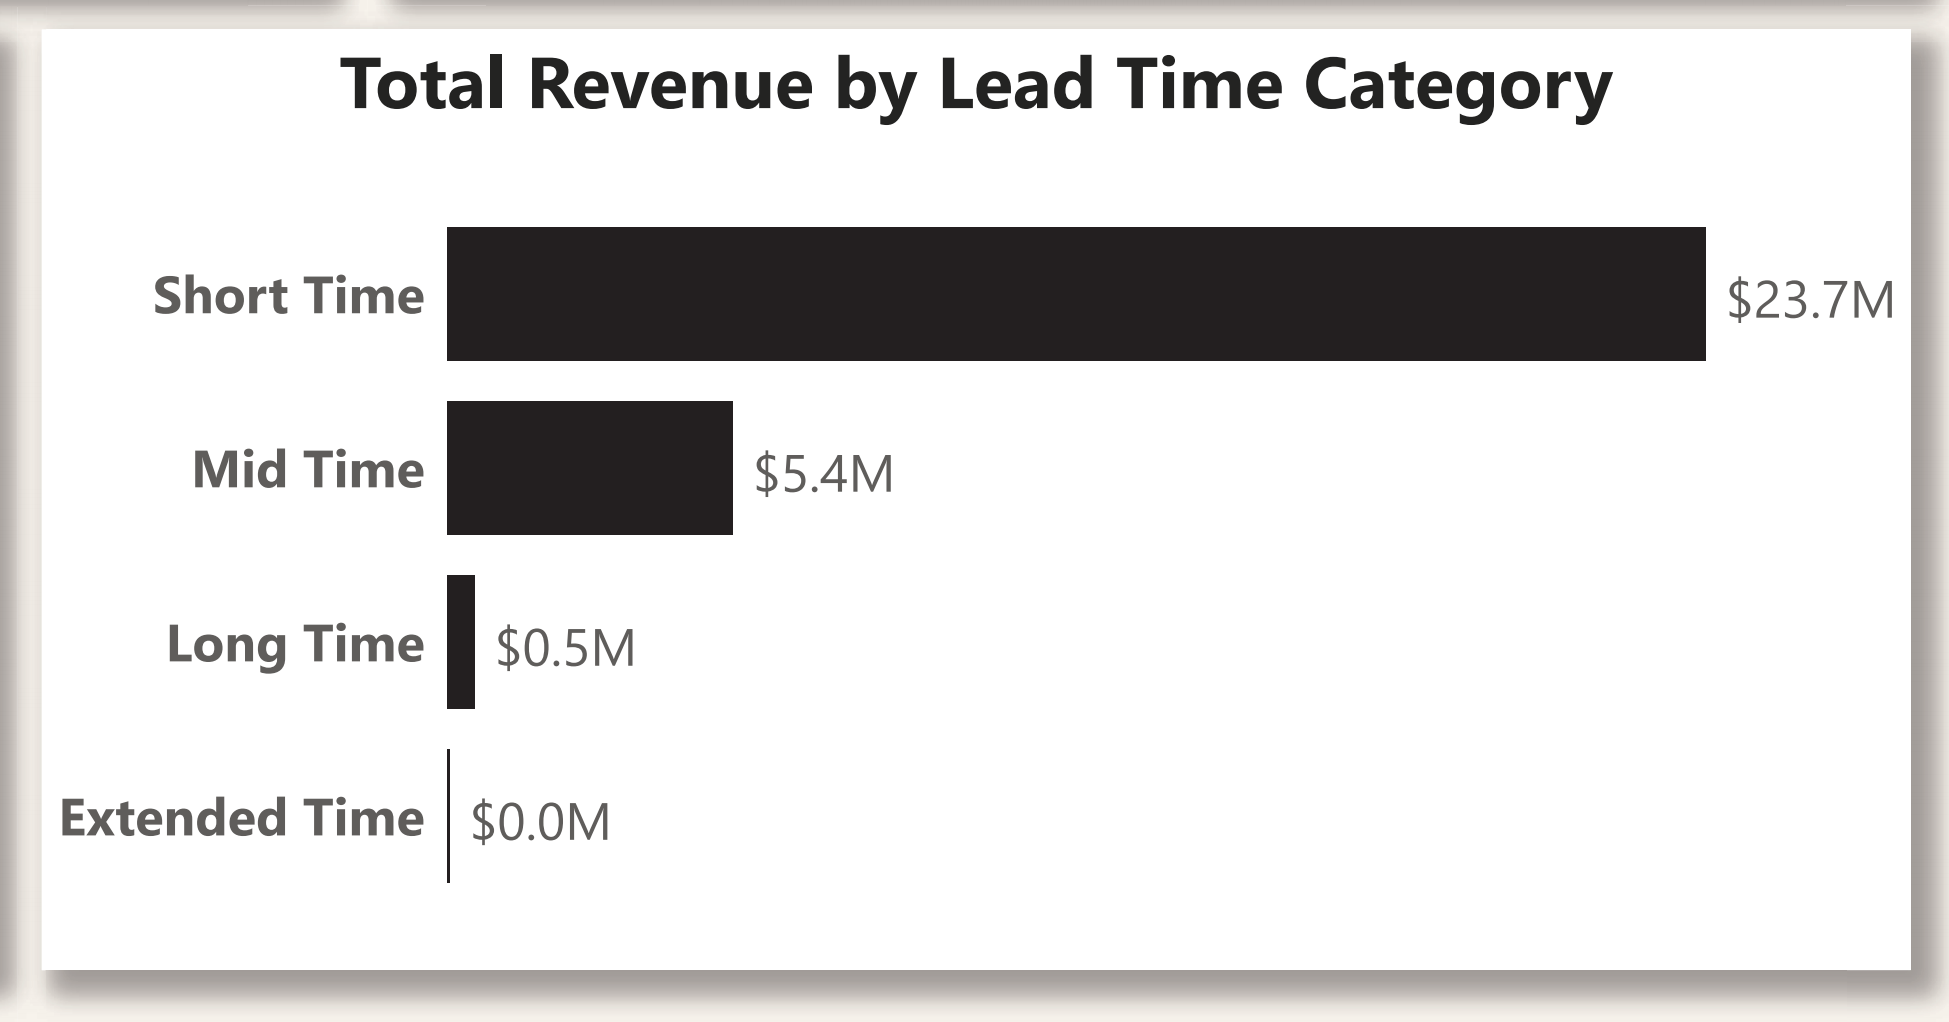 Total Revenue by Lead Time Category
Short Time $23.7M
Mid Time $5.4M
Long Time $0.5M
Extended Time $0.0M